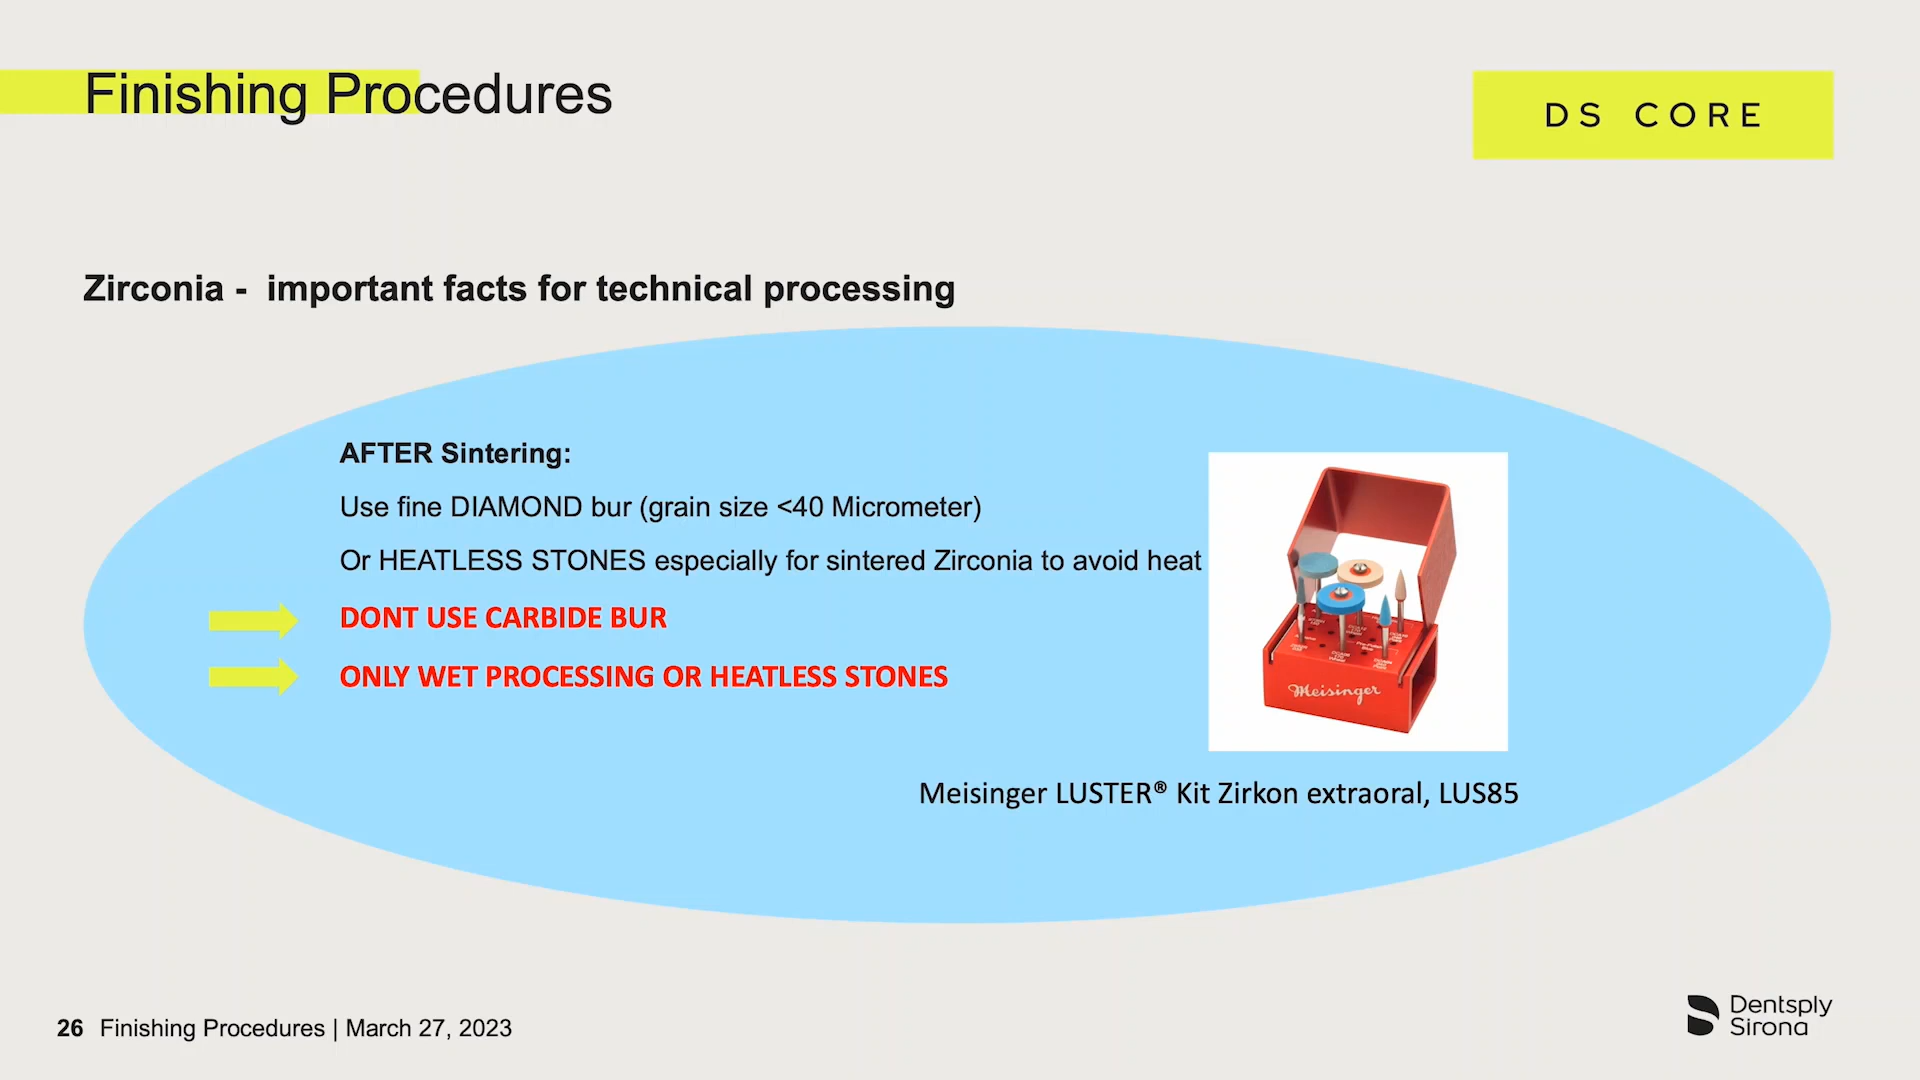 Finishing Procedures
DS CORE
Zirconia - important facts for technical processing
AFTER Sintering:
Use fine DIAMOND bur (grain size <40 Micrometer)
Or HEATLESS STONES especially for sintered Zirconia to avoid heat
DONT USE CARBIDE BUR
ONLY WET PROCESSING OR HEATLESS STONES
Meisinger
Meisinger LUSTER® Kit Zirkon extraoral, LUS85
26 Finishing Procedures | March 27, 2023
Dentsply
Sirona